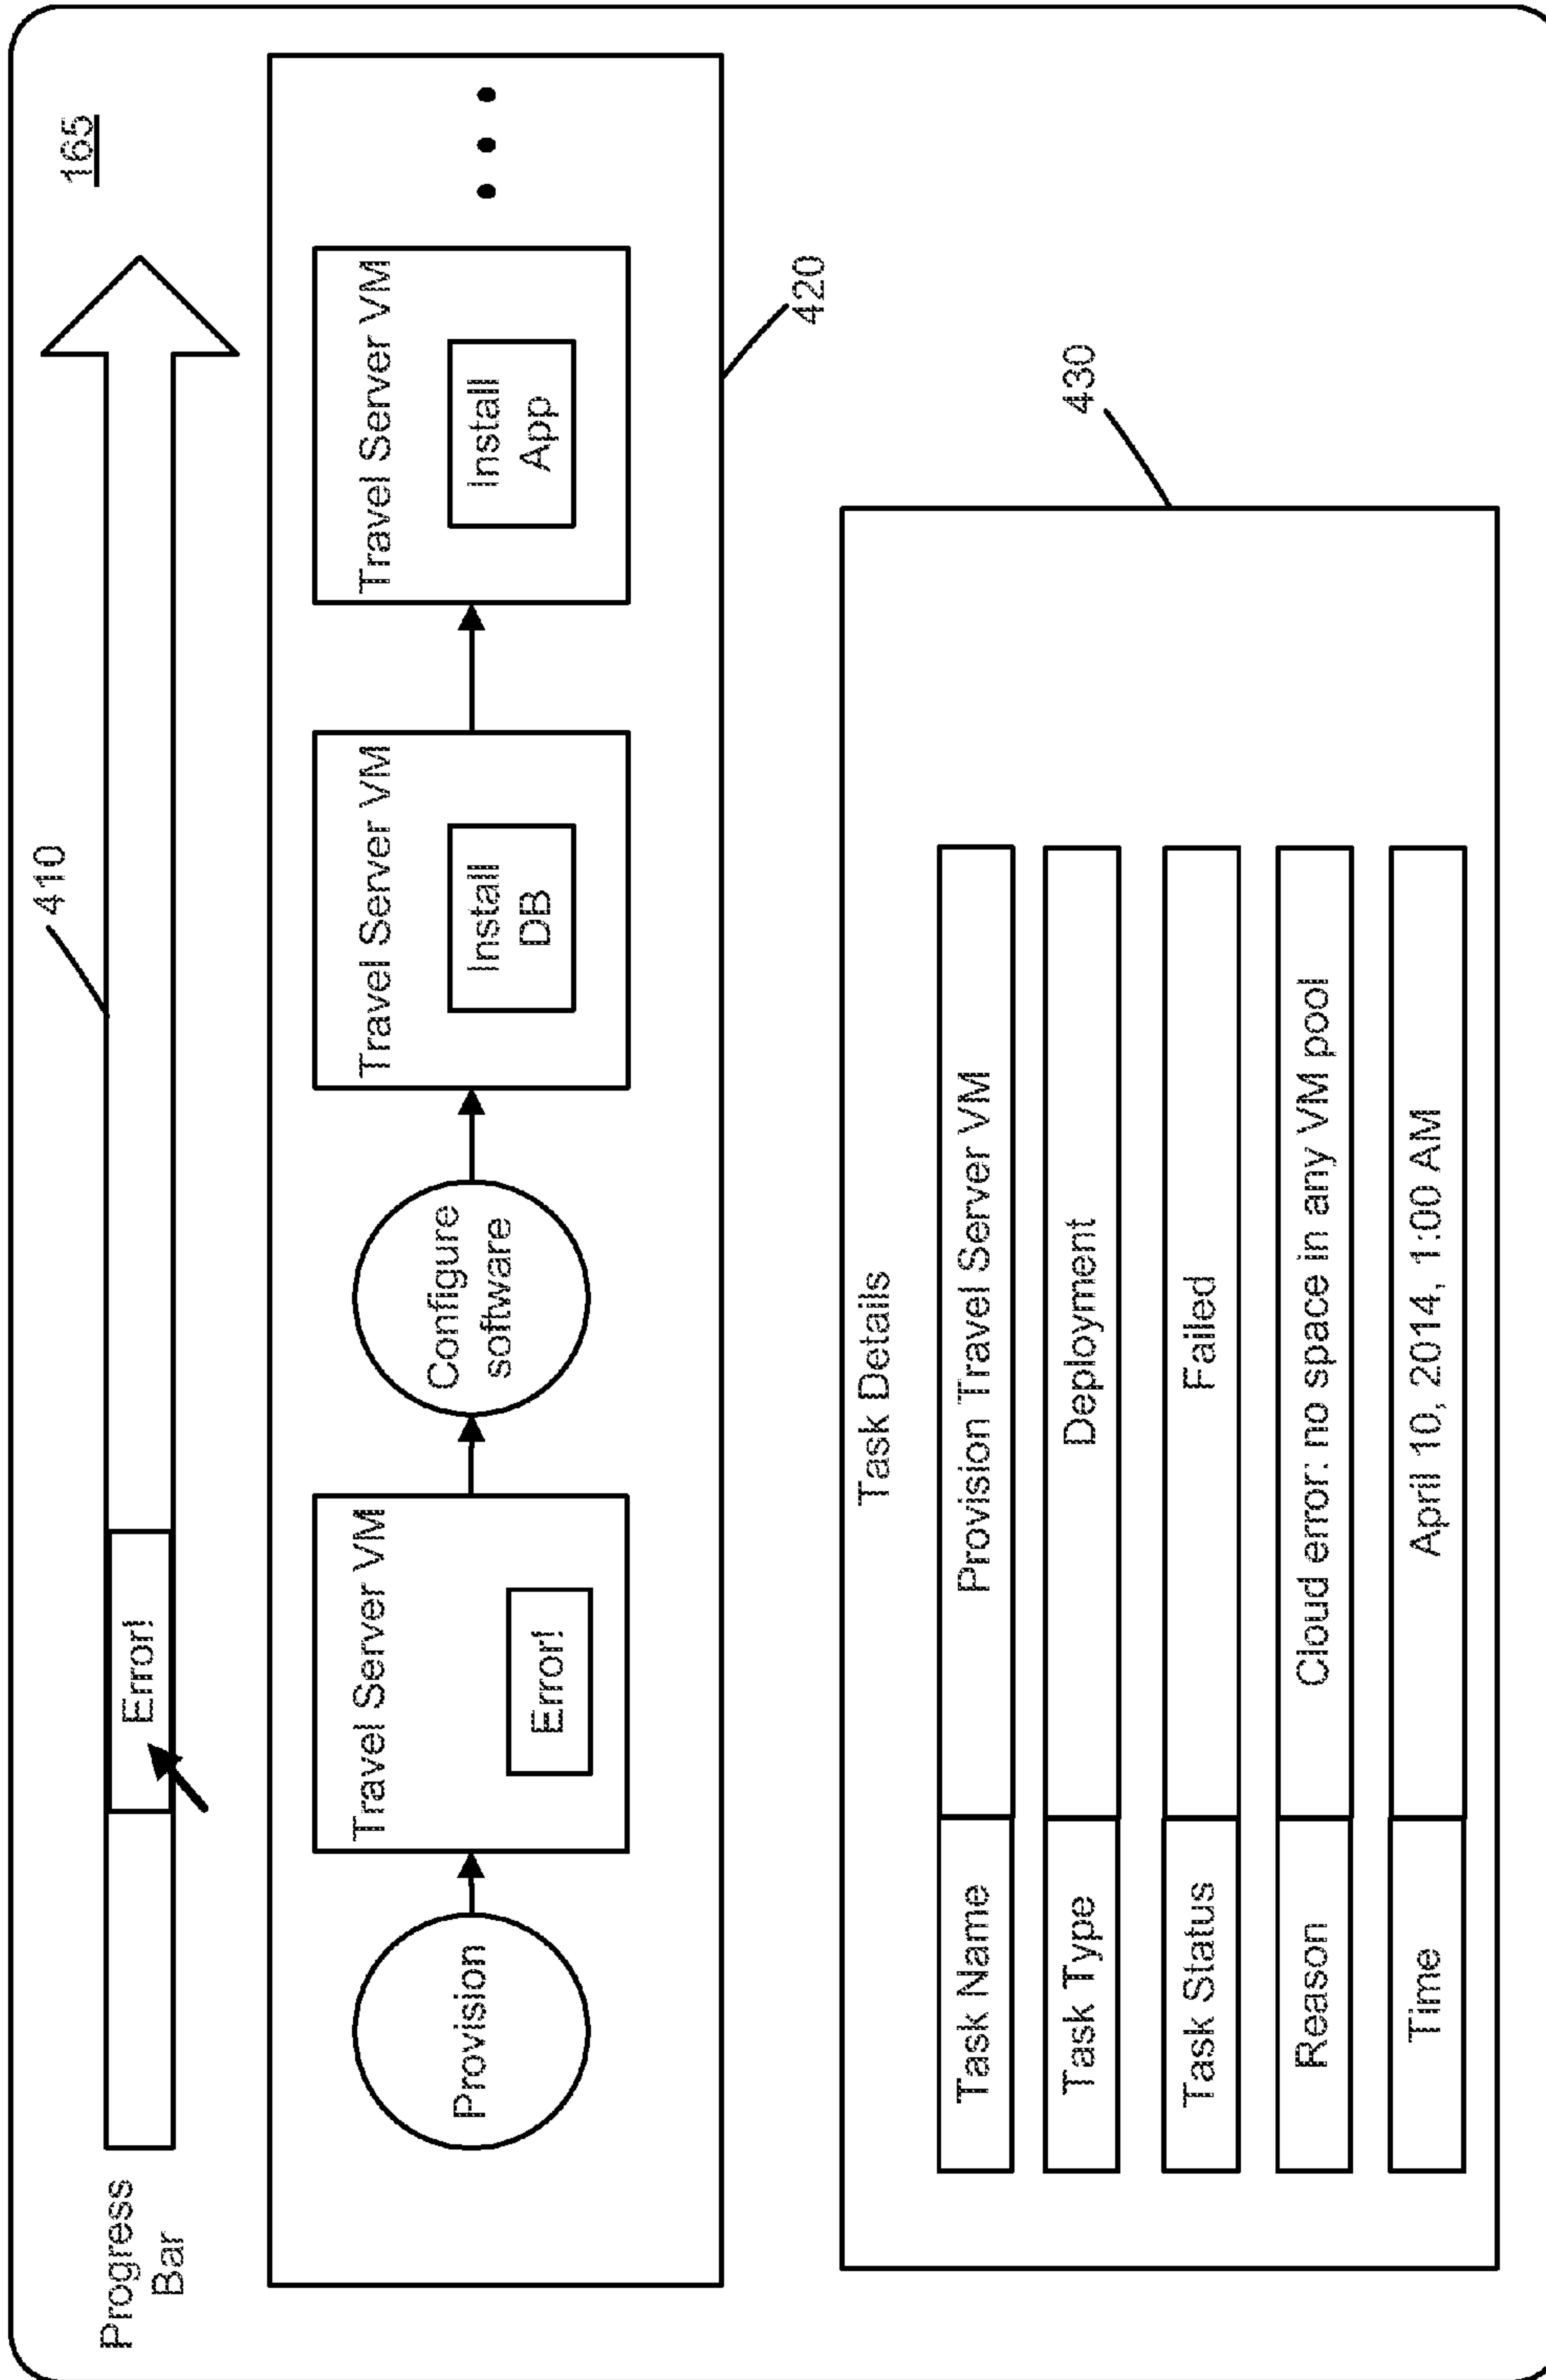 165
410
Progress
Bar
Error!
Provision
Travel Server VM
Error!
Configure
software
Travel Server VM
Install
DB
Travel Server VM
Install
App
420
430
Task Details
Task Name
Provision Travel Server VM
Task Type
Deployment
Task Status
Failed
Reason
Cloud error: no space in any VM pool
Time
April 10, 2014, 1:00 AM